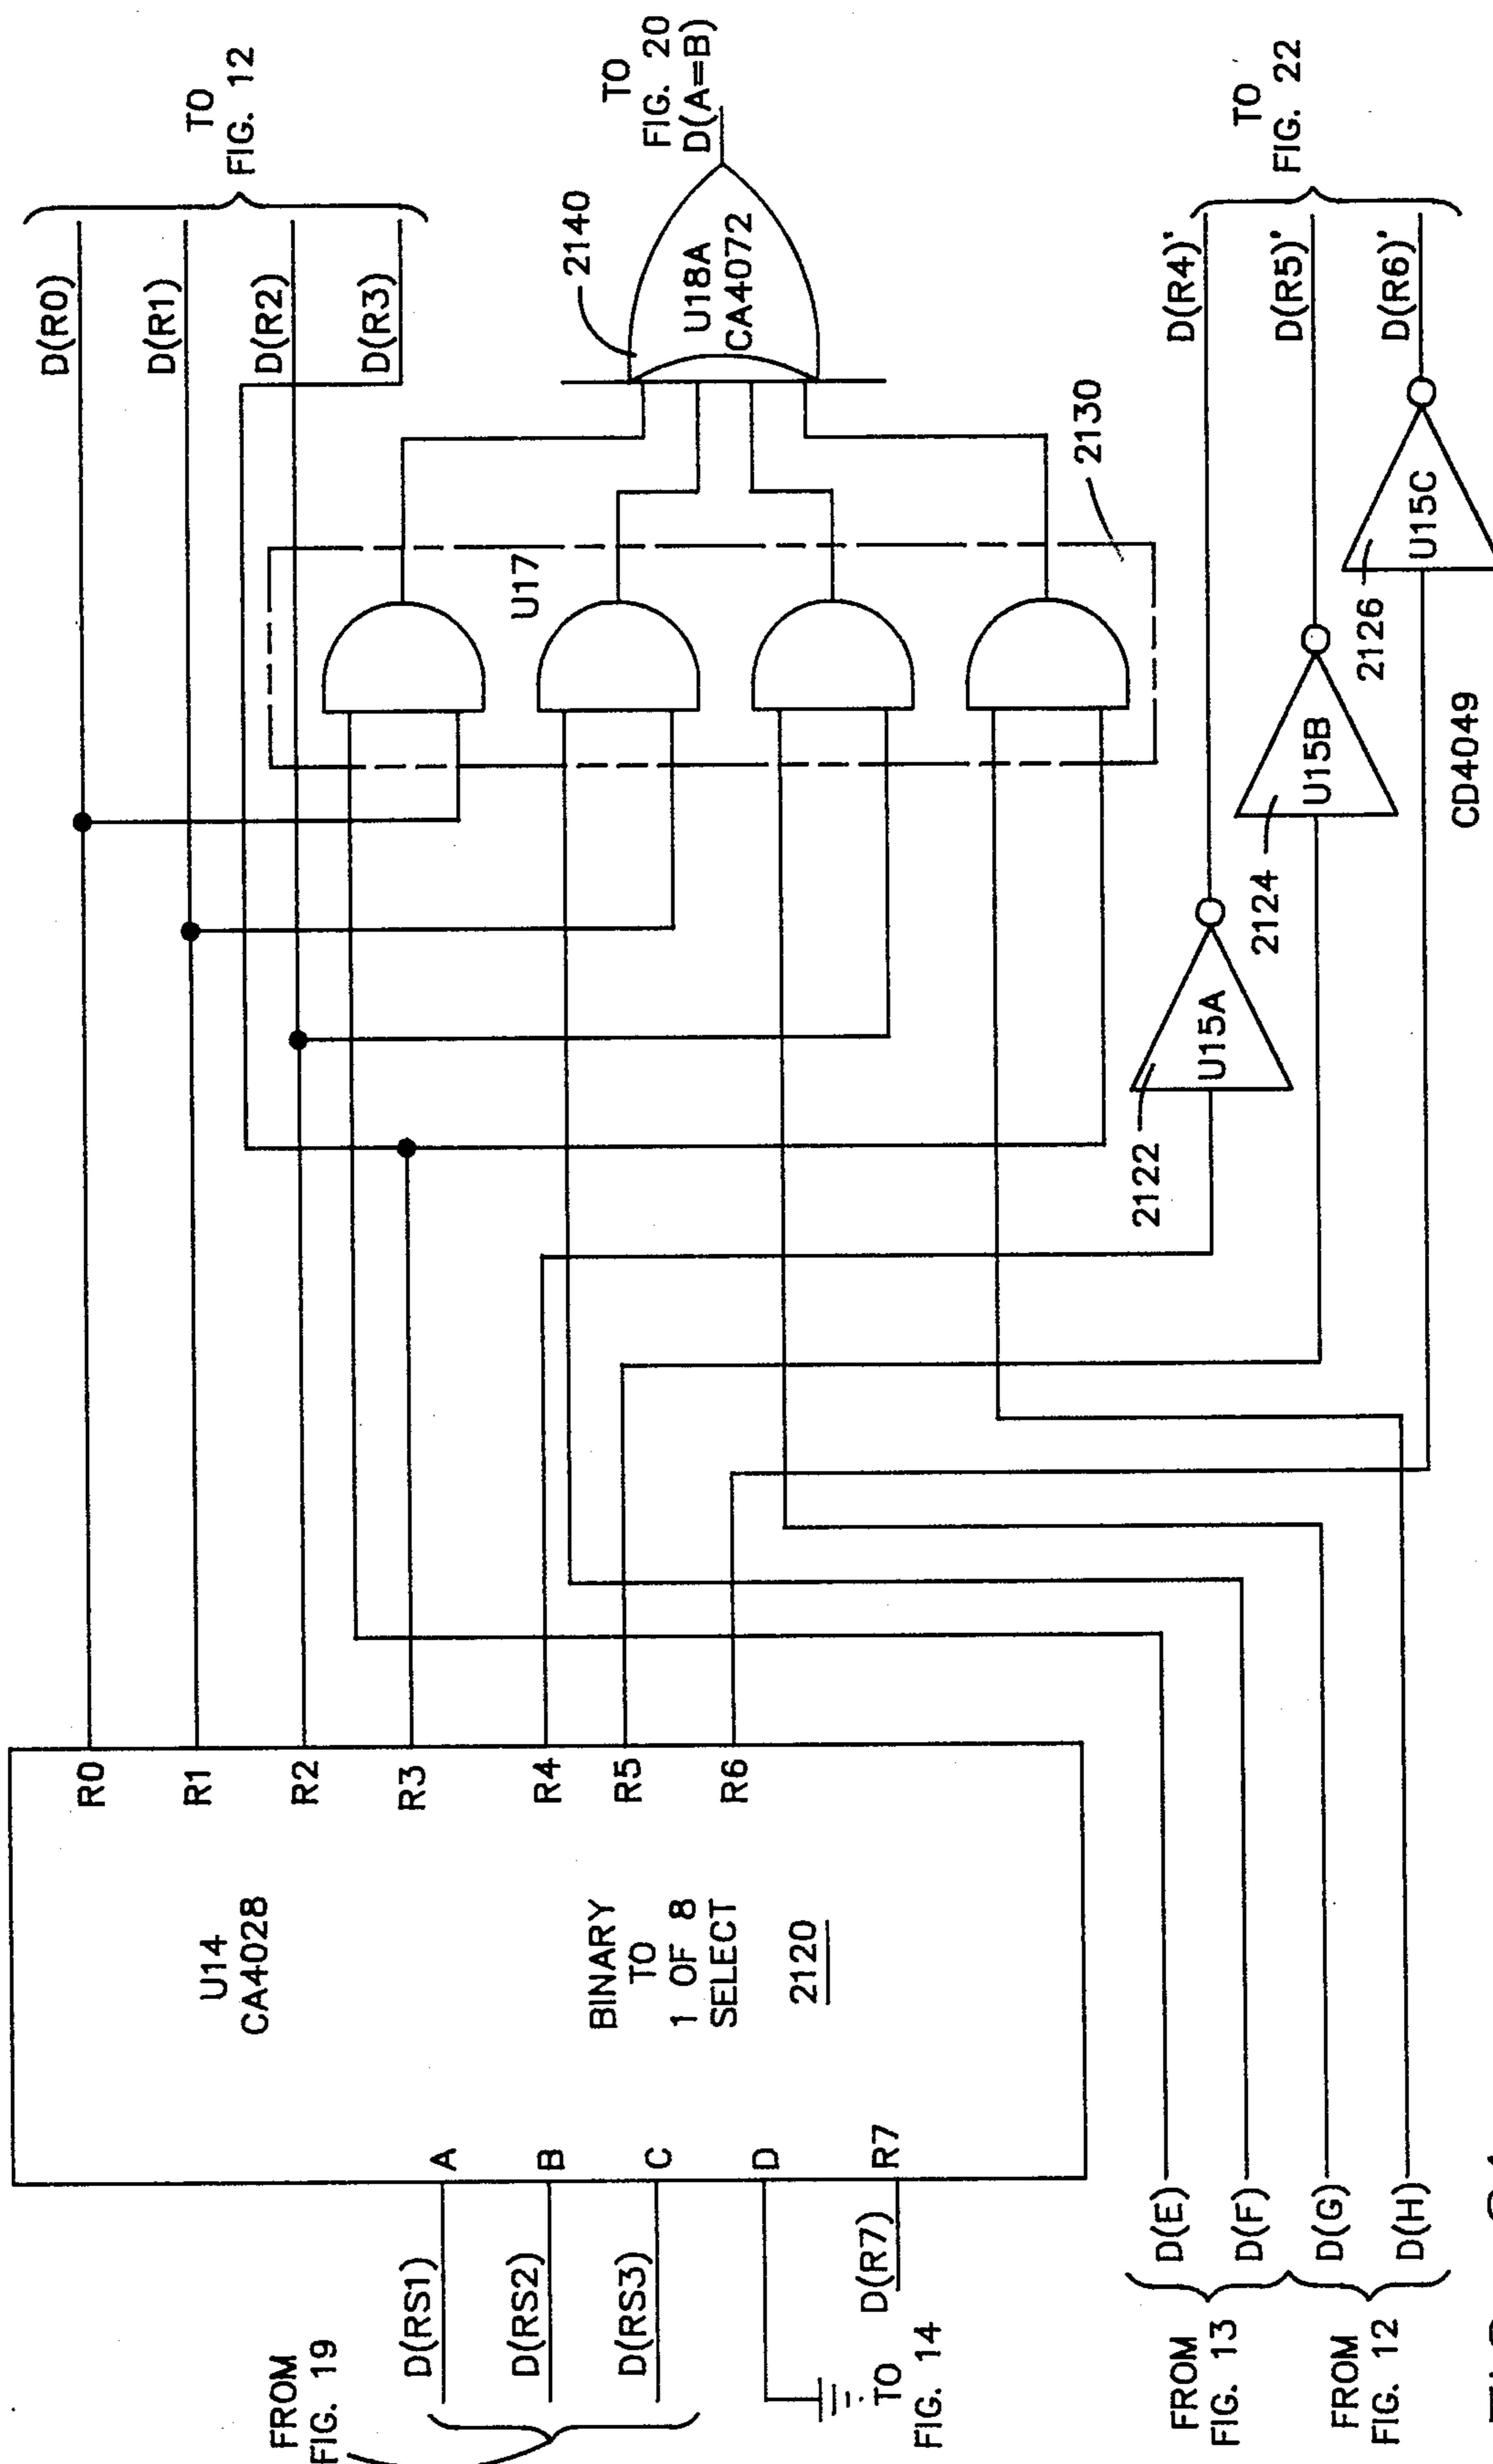 FROM
FIG. 19
D(RS1)
D(RS2)
D(RS3)
D(R7)
TO
FIG. 14
A
B
C
D
R7
U14
CA4028
BINARY
TO
1 OF 8
SELECT
2120
R0
R1
R2
R3
R4
R5
R6
D(R0)
D(R1)
D(R2)
D(R3)
TO
FIG. 12
U17
2130
2140
U18A
CA4072
TO
FIG. 20
D(A=B)
2122
U15A
2124
U15B
2126
U15C
CD4049
D(R4)'
D(R5)'
D(R6)'
TO
FIG. 22
FROM
FIG. 13
FROM
FIG. 12
D(E)
D(F)
D(G)
D(H)